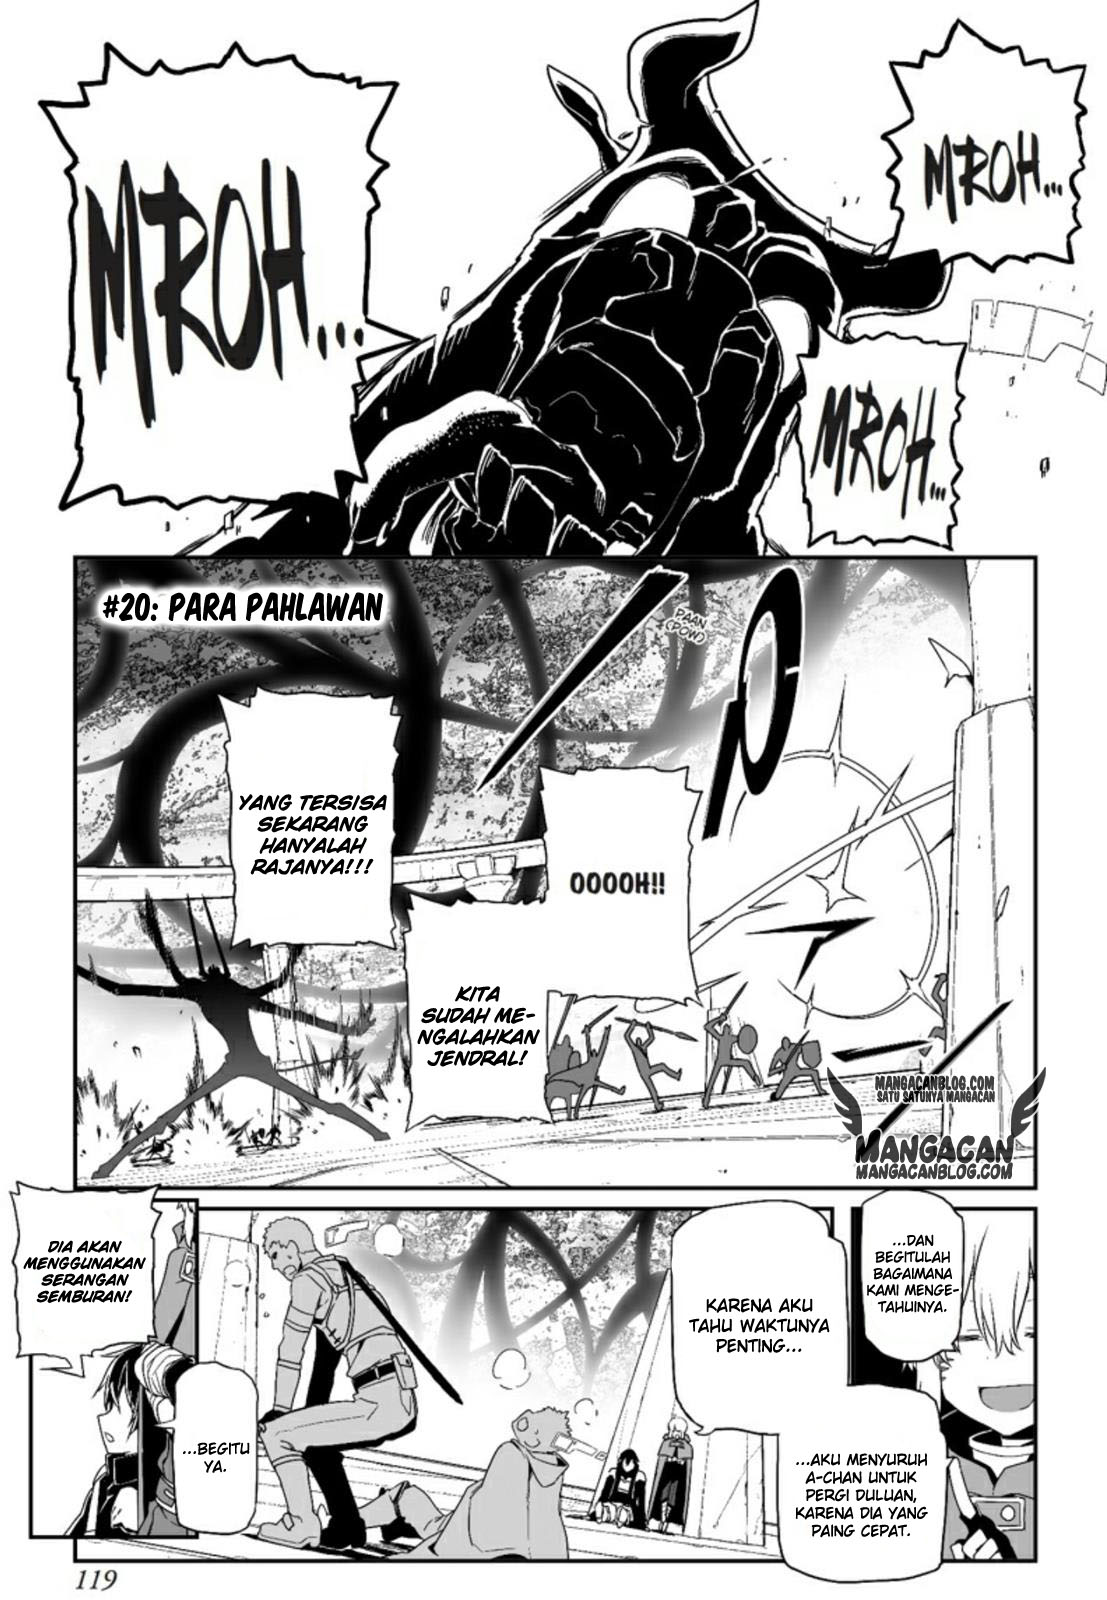 MROH...
MROH...
MROH...
#20: PARA PAHLAWAN
PAAN
(POW)
YANG TERSISA
SEKARANG
HANYALAH
RAJANYA!!!
OOOOH!!
KITA
SUDAH ME-
NGALAHKAN
JENDRAL!
MANGACANBLOG.COM
SATU SATUNYA MANGACAN
MANGACAN
MANGACANBLOG.COM
...DAN
BEGITULAH
BAGAIMANA
KAMI MENGE-
TAHUINYA.
KARENA AKU
TAHU WAKTUNYA
PENTING...
...AKU MENYURUH
A-CHAN UNTUK
PERGI DULUAN,
KARENA DIA YANG
PAING CEPAT.
DIA AKAN
MENGGUNAKAN
SERANGAN
SEMBURAN!
...BEGITU
YA.
119